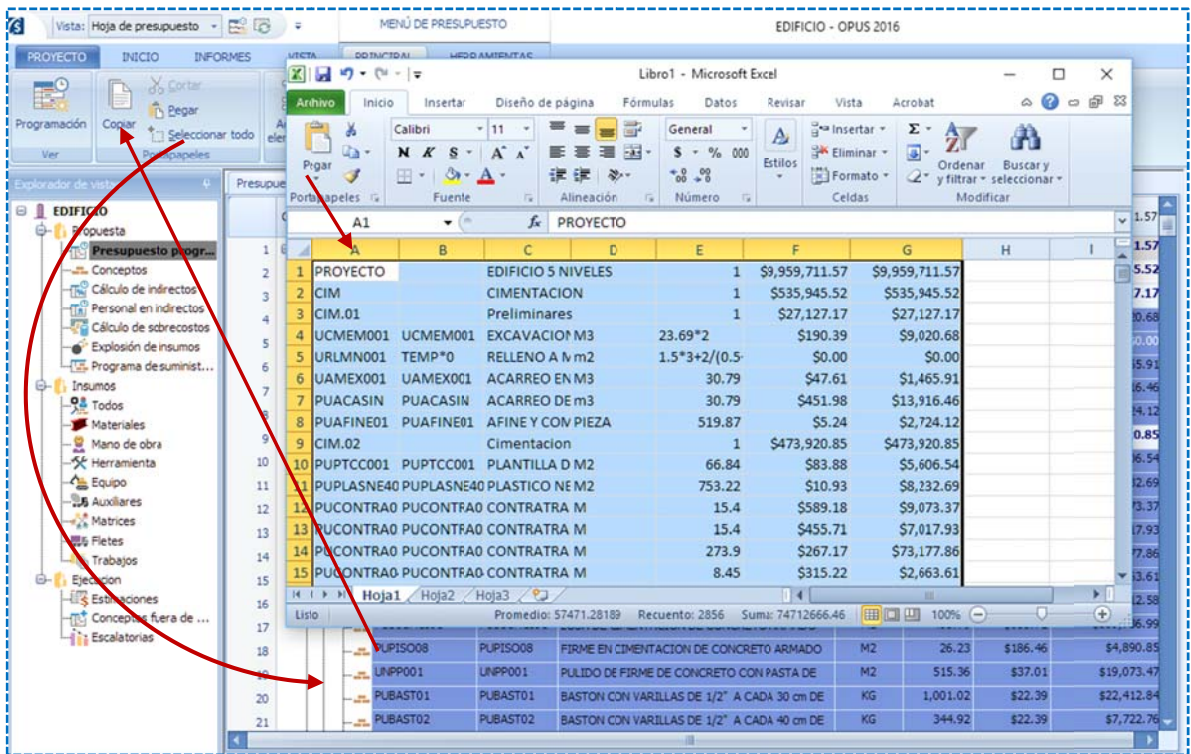 Vista: Hoja de presupuesto
MENÚ DE PRESUPUESTO
EDIFICIO - OPUS 2016
PROYECTO INICIO INFORMES VISTA PRINCIPAL HERRAMIENTAS
Programación
Ver
Copiar
Cortar
Pegar
Seleccionar todo
Portapapeles
Explorador de vistas
EDIFICIO
Propuesta
Presupuesto progr...
Conceptos
Cálculo de indirectos
Personal en indirectos
Cálculo de sobrecostos
Explosión de insumos
Programa de suminist...
Insumos
Todos
Materiales
Mano de obra
Herramienta
Equipo
Auxiliares
Matrices
Fletes
Trabajos
Ejecucion
Estimaciones
Conceptos fuera de ...
Escalatorias
Presupue
Libro1 - Microsoft Excel
Archivo Inicio Insertar Diseño de página Fórmulas Datos Revisar Vista Acrobat
Pegar
Portapapeles
Calibri 11
N K S
Fuente
Alineación
General
$ % 000
Número
Estilos
Insertar
Eliminar
Formato
Celdas
Ordenar y filtrar
Buscar y seleccionar
Modificar
A1 fx PROYECTO
A B C D E F G H I
1 PROYECTO EDIFICIO 5 NIVELES 1 $9,959,711.57 $9,959,711.57
2 CIM CIMENTACION 1 $535,945.52 $535,945.52
3 CIM.01 Preliminares 1 $27,127.17 $27,127.17
4 UCMEM001 UCMEM001 EXCAVACION M3 23.69*2 $190.39 $9,020.68
5 URLMN001 TEMP*0 RELLENO A M m2 1.5*3+2/(0.5- $0.00 $0.00
6 UAMEX001 UAMEX001 ACARREO EN M3 30.79 $47.61 $1,465.91
7 PUACASIN PUACASIN ACARREO DE m3 30.79 $451.98 $13,916.46
8 PUAFINE01 PUAFINE01 AFINE Y CON PIEZA 519.87 $5.24 $2,724.12
9 CIM.02 Cimentacion 1 $473,920.85 $473,920.85
10 PUPTCC001 PUPTCC001 PLANTILLA D M2 66.84 $83.88 $5,606.54
11 PUPLASNE40 PUPLASNE40 PLASTICO NE M2 753.22 $10.93 $8,232.69
12 PUCONTRA0 PUCONTRA0 CONTRATRA M 15.4 $589.18 $9,073.37
13 PUCONTRA0 PUCONTRA0 CONTRATRA M 15.4 $455.71 $7,017.93
14 PUCONTRA0 PUCONTRA0 CONTRATRA M 273.9 $267.17 $73,177.86
15 PUCONTRA0 PUCONTRA0 CONTRATRA M 8.45 $315.22 $2,663.61
Hoja1 Hoja2 Hoja3
Listo Promedio: 57471.28189 Recuento: 2856 Suma: 74712666.46 100%
18 PUPISO08 PUPISO08 FIRME EN CIMENTACION DE CONCRETO ARMADO M2 26.23 $186.46 $4,890.85
19 UNPP001 UNPP001 PULIDO DE FIRME DE CONCRETO CON PASTA DE M2 515.36 $37.01 $19,073.47
20 PUBAST01 PUBAST01 BASTON CON VARILLAS DE 1/2" A CADA 30 cm DE KG 1,001.02 $22.39 $22,412.84
21 PUBAST02 PUBAST02 BASTON CON VARILLAS DE 1/2" A CADA 40 cm DE KG 344.92 $22.39 $7,722.76